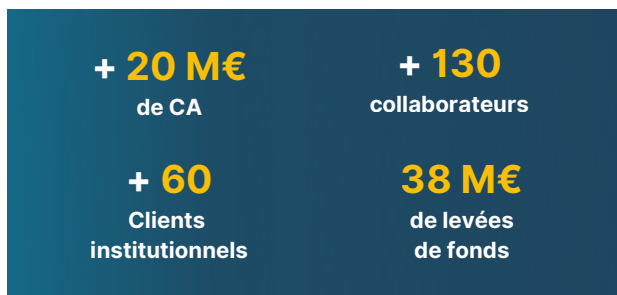 + 20 M€
de CA
+ 130
collaborateurs
+ 60
Clients
institutionnels
38 M€
de levées
de fonds